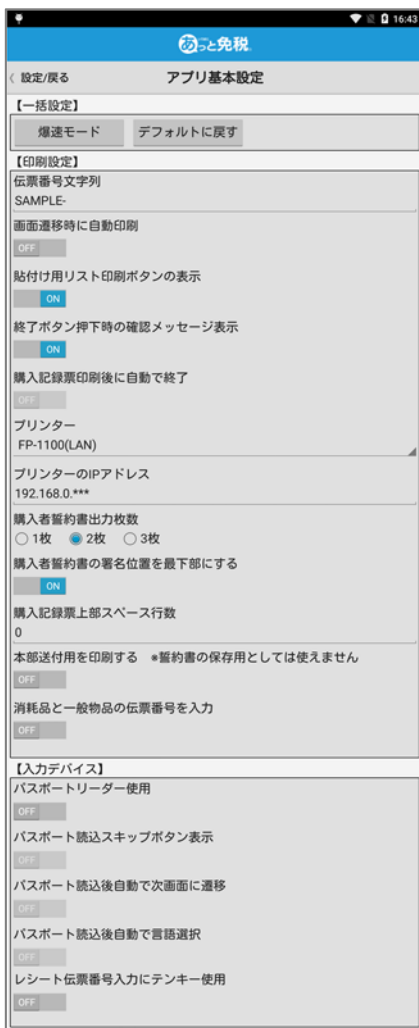 16:43
あっと免税
設定/戻る
アプリ基本設定
【一括設定】
爆速モード
デフォルトに戻す
【印刷設定】
伝票番号文字列
SAMPLE-
画面遷移時に自動印刷
OFF
貼付け用リスト印刷ボタンの表示
ON
終了ボタン押下時の確認メッセージ表示
ON
購入記録票印刷後に自動で終了
OFF
プリンター
FP-1100(LAN)
プリンターのIPアドレス
192.168.0.***
購入者誓約書出力枚数
1枚 2枚 3枚
購入者誓約書の署名位置を最下部にする
ON
購入記録票上部スペース行数
0
本部送付用を印刷する ※誓約書の保存用としては使えません
OFF
消耗品と一般物品の伝票番号を入力
OFF
【入力デバイス】
パスポートリーダー使用
OFF
パスポート読込スキップボタン表示
OFF
パスポート読込後自動で次画面に遷移
OFF
パスポート読込後自動で言語選択
OFF
レシート伝票番号入力にテンキー使用
OFF